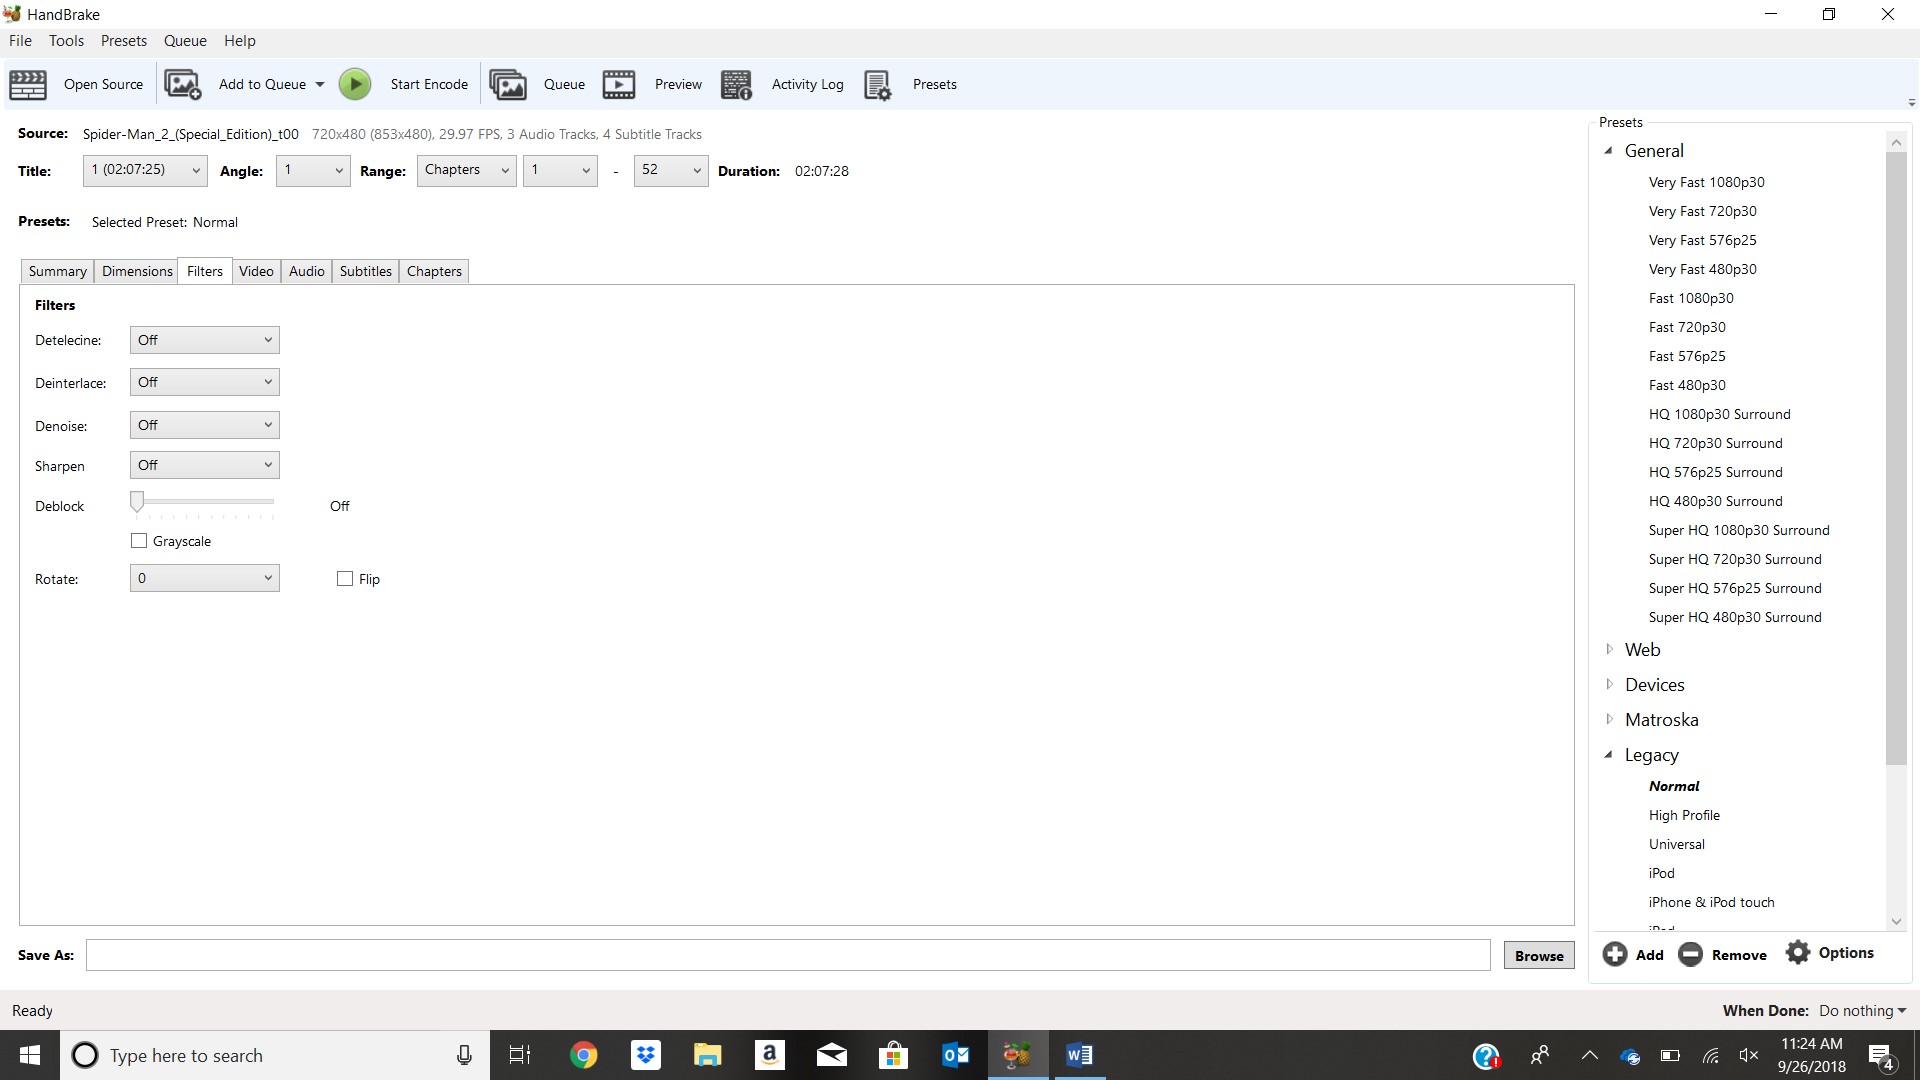 HandBrake
File Tools Presets Queue Help
Open Source Add to Queue Start Encode Queue Preview Activity Log Presets
Source: Spider-Man_2_(Special_Edition)_t00 720x480 (853x480), 29.97 FPS, 3 Audio Tracks, 4 Subtitle Tracks
Title: 1 (02:07:25) Angle: 1 Range: Chapters 1 - 52 Duration: 02:07:28
Presets: Selected Preset: Normal
Summary Dimensions Filters Video Audio Subtitles Chapters
Filters
Detelecine: Off
Deinterlace: Off
Denoise: Off
Sharpen Off
Deblock Off
Grayscale
Rotate: 0 Flip
Save As: Browse
Presets
General
Very Fast 1080p30
Very Fast 720p30
Very Fast 576p25
Very Fast 480p30
Fast 1080p30
Fast 720p30
Fast 576p25
Fast 480p30
HQ 1080p30 Surround
HQ 720p30 Surround
HQ 576p25 Surround
HQ 480p30 Surround
Super HQ 1080p30 Surround
Super HQ 720p30 Surround
Super HQ 576p25 Surround
Super HQ 480p30 Surround
Web
Devices
Matroska
Legacy
Normal
High Profile
Universal
iPod
iPhone & iPod touch
Add Remove Options
Ready When Done: Do nothing
Type here to search
11:24 AM
9/26/2018
4